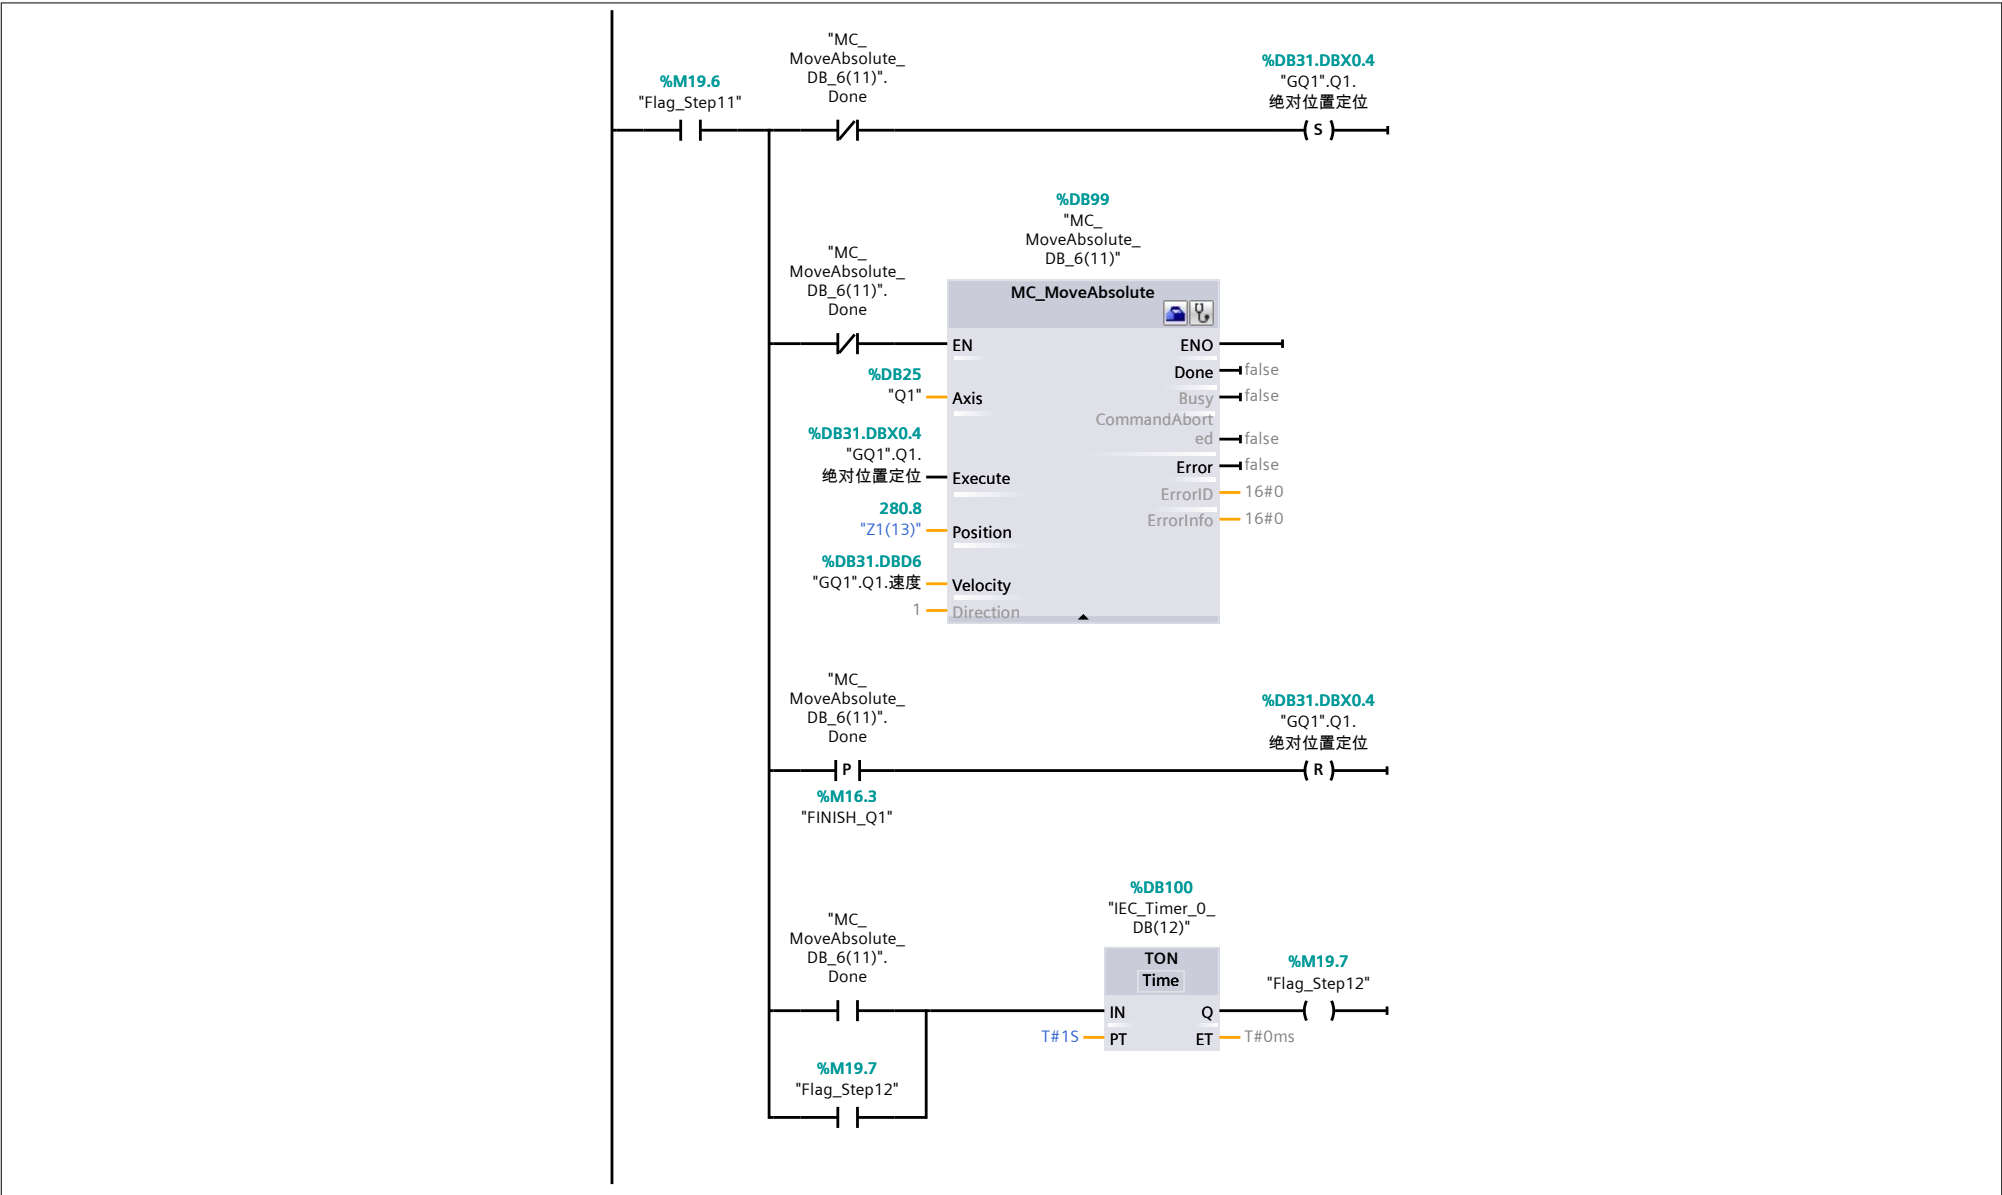 %M19.6
"Flag_Step11"
"MC_
MoveAbsolute_
DB_6(11)".
Done
%DB31.DBX0.4
"GQ1".Q1.
绝对位置定位
S
%DB99
"MC_
MoveAbsolute_
DB_6(11)"
"MC_
MoveAbsolute_
DB_6(11)".
Done
MC_MoveAbsolute
EN
ENO
Done
false
%DB25
"Q1"
Axis
Busy
false
CommandAbort
ed
false
%DB31.DBX0.4
"GQ1".Q1.
绝对位置定位
Execute
Error
false
ErrorID
16#0
280.8
"Z1(13)"
Position
ErrorInfo
16#0
%DB31.DBD6
"GQ1".Q1.速度
Velocity
1
Direction
"MC_
MoveAbsolute_
DB_6(11)".
Done
P
%M16.3
"FINISH_Q1"
%DB31.DBX0.4
"GQ1".Q1.
绝对位置定位
R
"MC_
MoveAbsolute_
DB_6(11)".
Done
%DB100
"IEC_Timer_0_
DB(12)"
TON
Time
IN
Q
T#1S
PT
ET
T#0ms
%M19.7
"Flag_Step12"
%M19.7
"Flag_Step12"